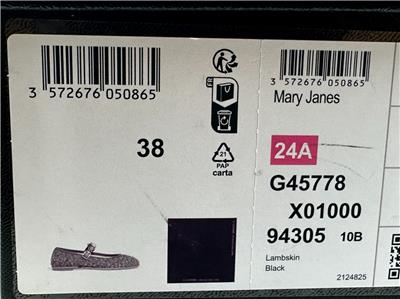 3 572676 050865
38
21
PAP
carta
3 572676 050865
Mary Janes
24A
G45778
X01000
94305 10B
Lambskin
Black
2124825